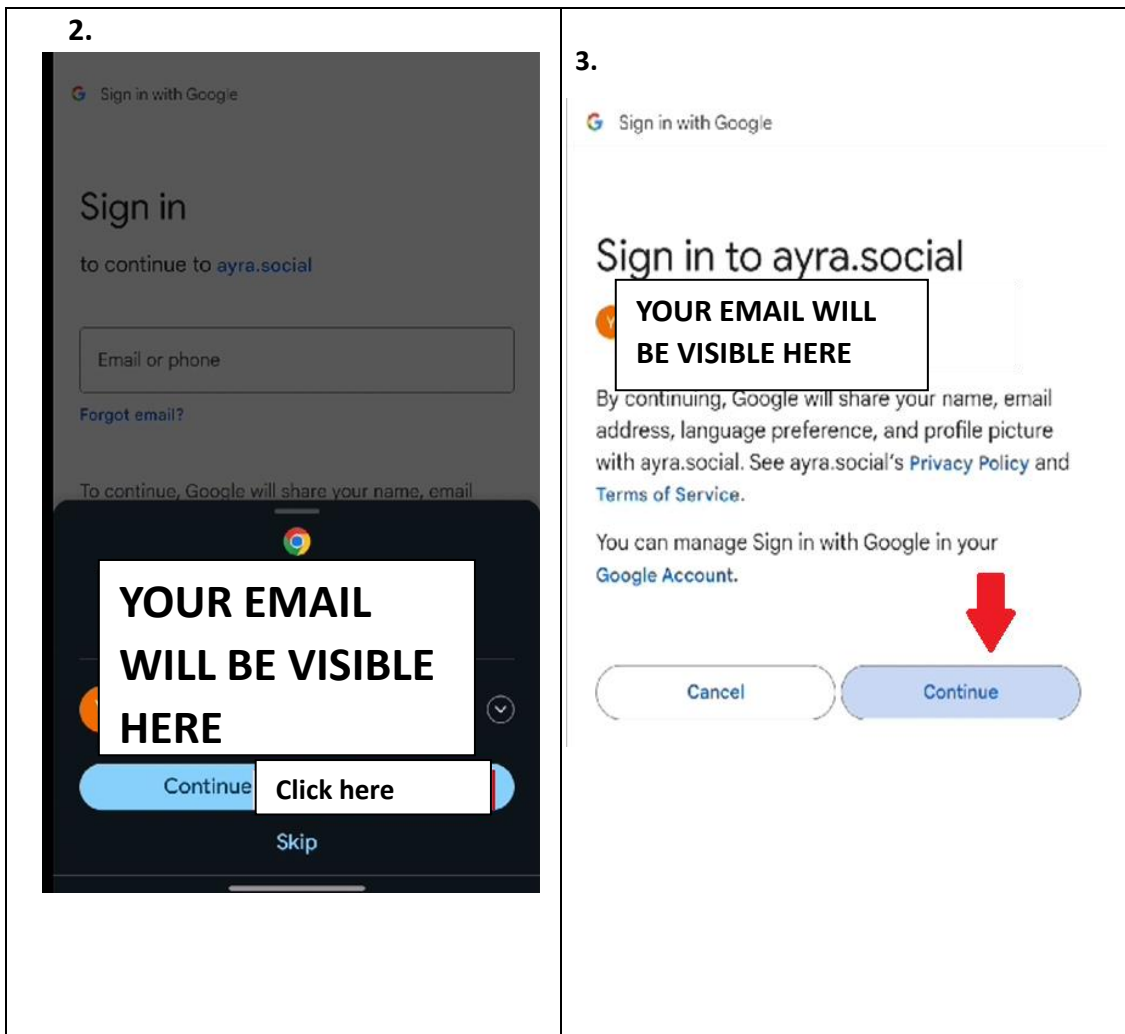 2.
Sign in with Google
Sign in
to continue to ayra.social
Email or phone
Forgot email?
To continue, Google will share your name, email
YOUR EMAIL
WILL BE VISIBLE
HERE
Continue
Click here
Skip
3.
Sign in with Google
Sign in to ayra.social
Y
YOUR EMAIL WILL
BE VISIBLE HERE
By continuing, Google will share your name, email
address, language preference, and profile picture
with ayra.social. See ayra.social's Privacy Policy and
Terms of Service.
You can manage Sign in with Google in your
Google Account.
Cancel
Continue